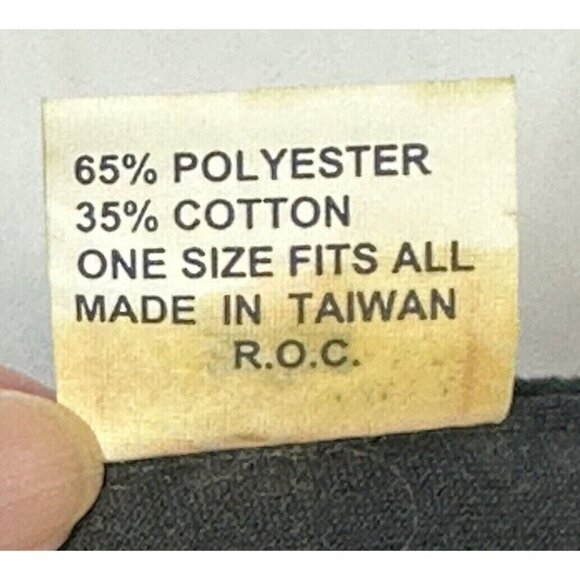 65% POLYESTER
35% COTTON
ONE SIZE FITS ALL
MADE IN TAIWAN
R.O.C.